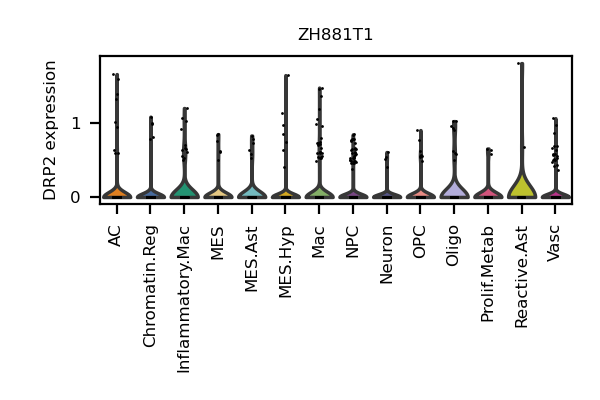 ZH881T1
DRP2 expression
1
0
AC
Chromatin.Reg
Inflammatory.Mac
MES
MES.Ast
MES.Hyp
Mac
NPC
Neuron
OPC
Oligo
Prolif.Metab
Reactive.Ast
Vasc